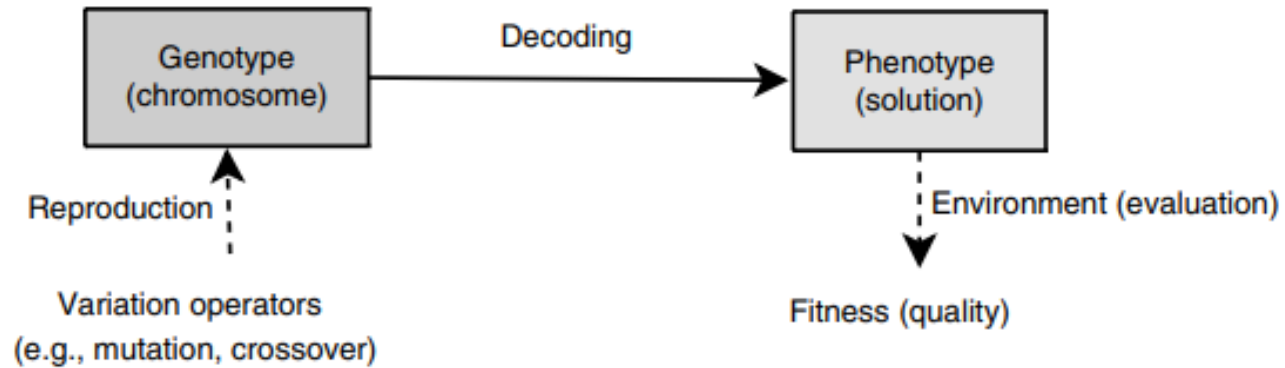 Genotype
(chromosome)
Decoding
Phenotype
(solution)
Reproduction
Environment (evaluation)
Variation operators
(e.g., mutation, crossover)
Fitness (quality)